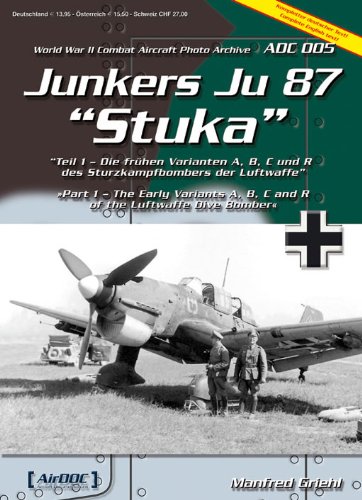 Deutschland € 13,95 - Österreich € 15,50 - Schweiz CHF 27,00
Kompletter deutscher Text!
Complete English text!
World War II Combat Aircraft Photo Archive ADC 005
Junkers Ju 87
“Stuka”
“Teil 1 – Die frühen Varianten A, B, C und R
des Sturzkampfbombers der Luftwaffe”
»Part 1 – The Early Variants A, B, C and R
of the Luftwaffe Dive Bomber«
[AirDOC]
Manfred Griehl